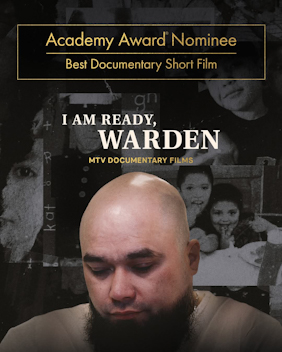 Academy Award® Nominee
Best Documentary Short Film
I AM READY,
WARDEN
MTV DOCUMENTARY FILMS